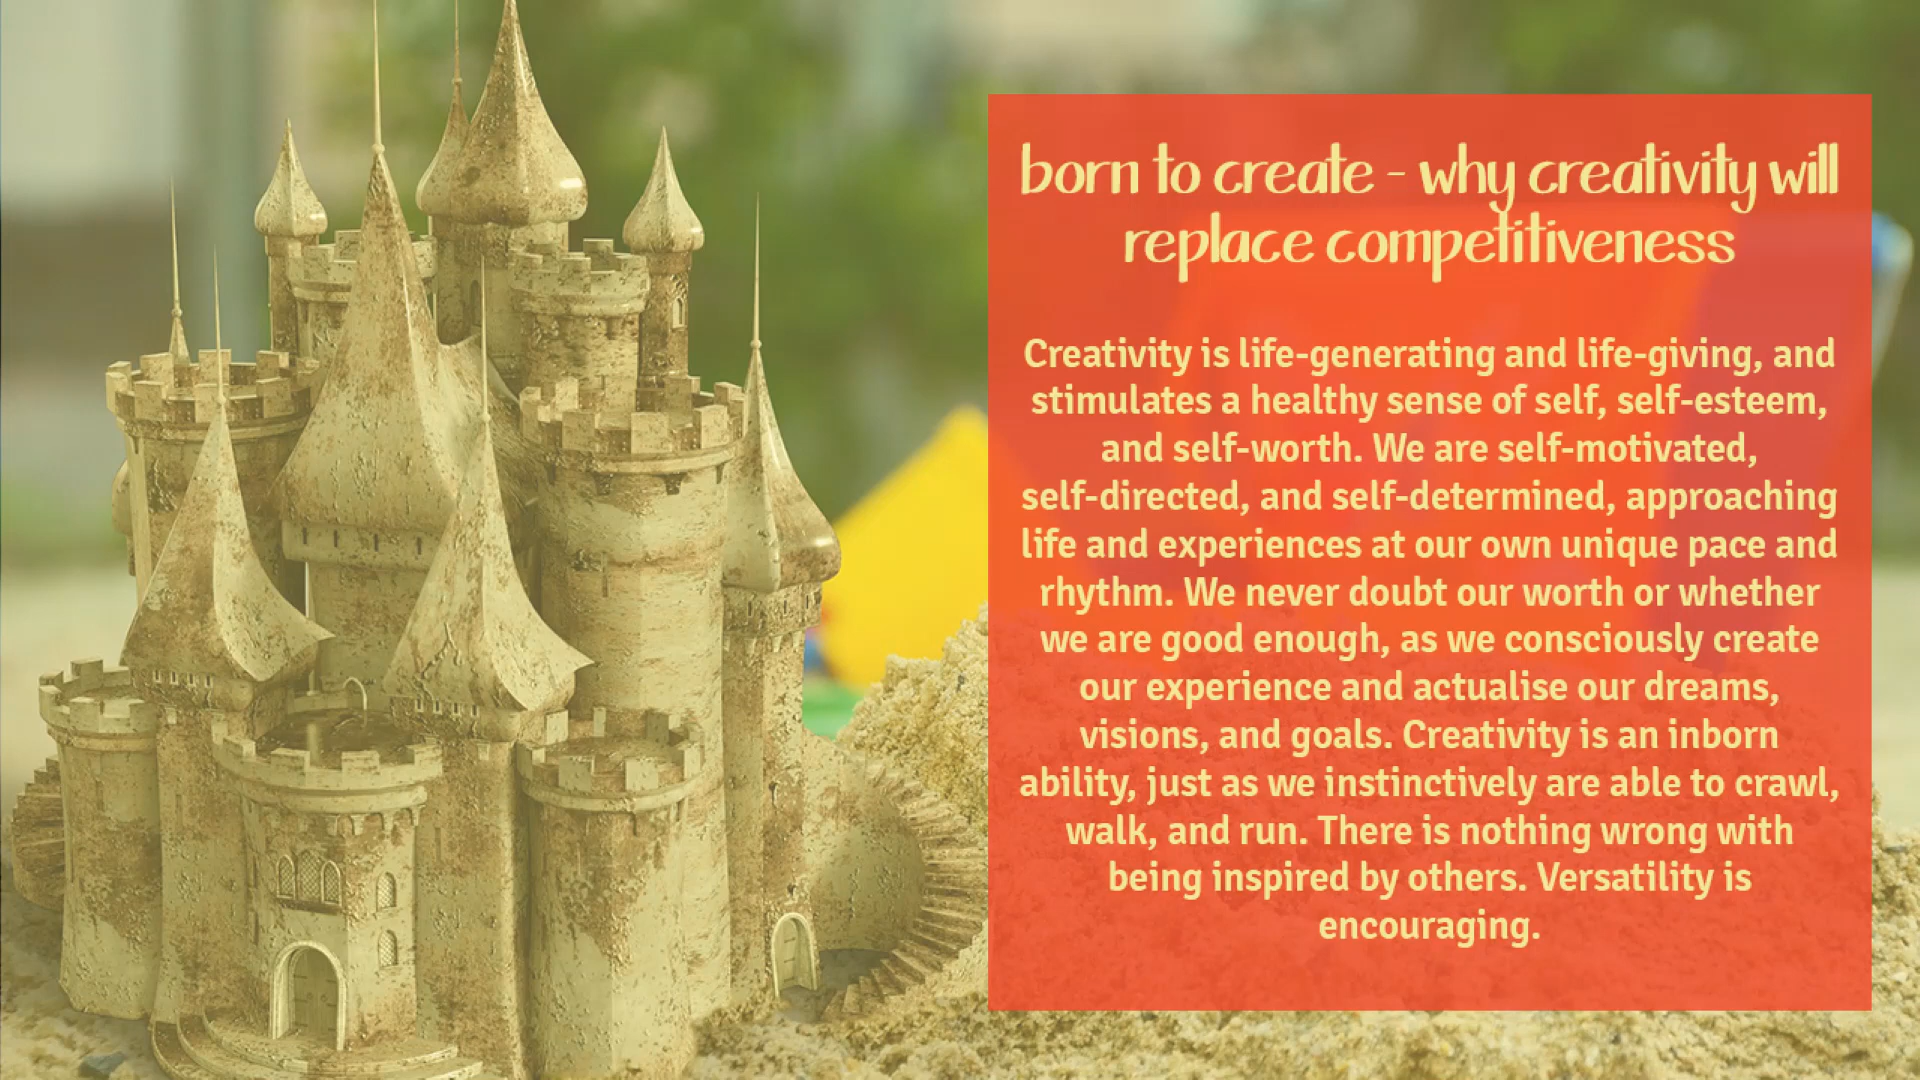 born to create - why creativity will
replace competitiveness
Creativity is life-generating and life-giving, and
stimulates a healthy sense of self, self-esteem,
and self-worth. We are self-motivated,
self-directed, and self-determined, approaching
life and experiences at our own unique pace and
rhythm. We never doubt our worth or whether
we are good enough, as we consciously create
our experience and actualise our dreams,
visions, and goals. Creativity is an inborn
ability, just as we instinctively are able to crawl,
walk, and run. There is nothing wrong with
being inspired by others. Versatility is
encouraging.